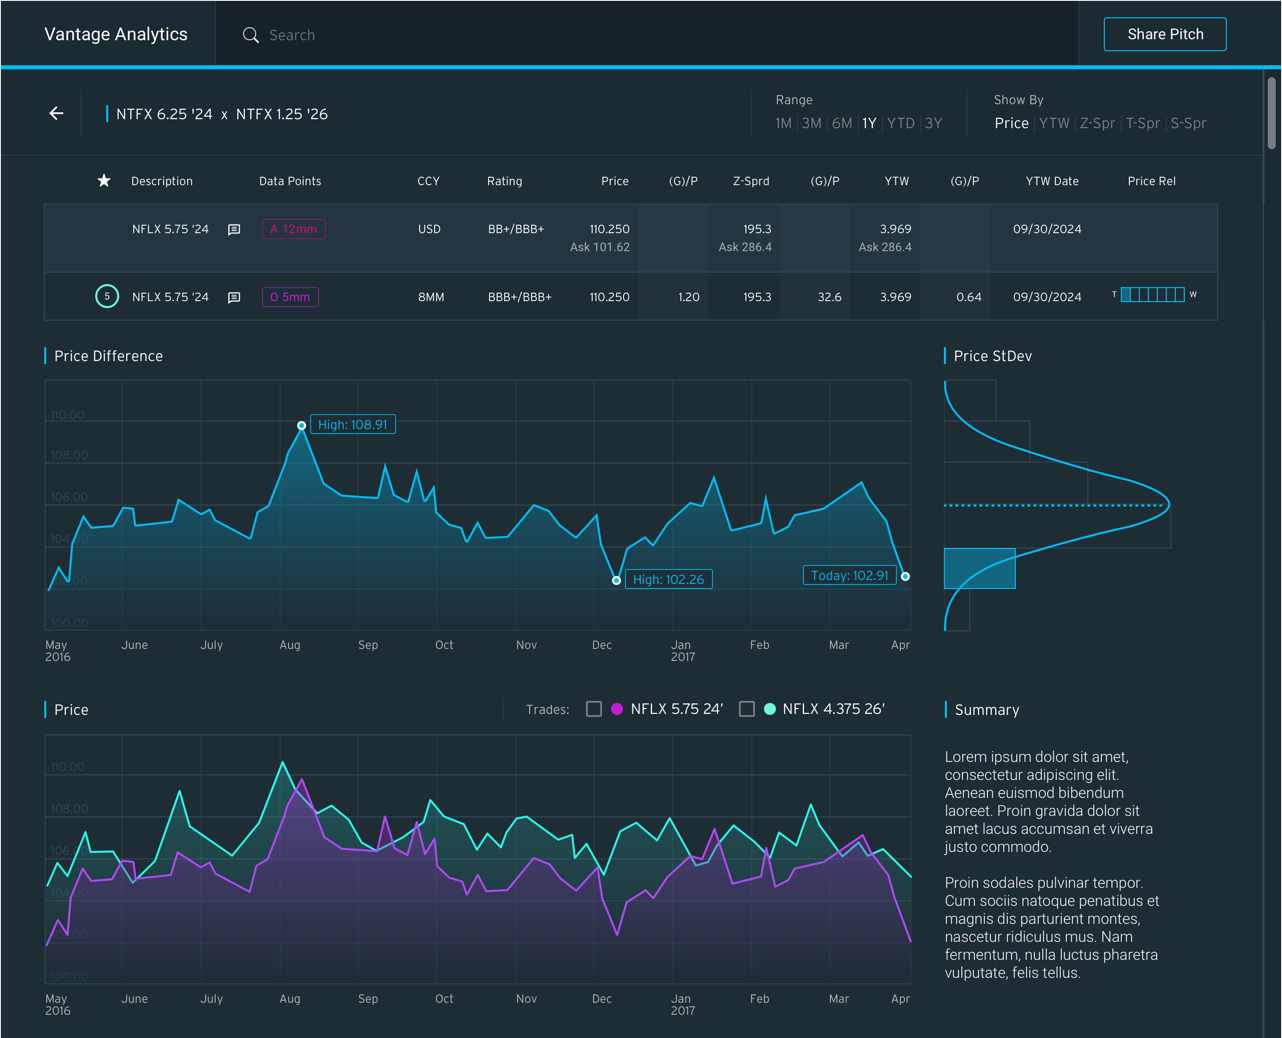 Vantage Analytics
Search
Share Pitch
NTFX 6.25 '24 x NTFX 1.25 '26
Range
1M 3M 6M 1Y YTD 3Y
Show By
Price YTW Z-Spr T-Spr S-Spr
Description Data Points CCY Rating Price (G)/P Z-Sprd (G)/P YTW (G)/P YTW Date Price Rel
NFLX 5.75 '24 A 12mm USD BB+/BBB+ 110.250 195.3 3.969 09/30/2024
Ask 101.62 Ask 286.4 Ask 286.4
5 NFLX 5.75 '24 O 5mm 8MM BBB+/BBB+ 110.250 1.20 195.3 32.6 3.969 0.64 09/30/2024 T W
Price Difference
110.00
108.00
106.00
104.00
102.00
100.00
High: 108.91
High: 102.26
Today: 102.91
May June July Aug Sep Oct Nov Dec Jan Feb Mar Apr
2016 2017
Price StDev
Price
Trades: NFLX 5.75 24' NFLX 4.375 26'
110.00
108.00
106.00
104.00
102.00
100.00
May June July Aug Sep Oct Nov Dec Jan Feb Mar Apr
2016 2017
Summary
Lorem ipsum dolor sit amet,
consectetur adipiscing elit.
Aenean euismod bibendum
laoreet. Proin gravida dolor sit
amet lacus accumsan et viverra
justo commodo.
Proin sodales pulvinar tempor.
Cum sociis natoque penatibus et
magnis dis parturient montes,
nascetur ridiculus mus. Nam
fermentum, nulla luctus pharetra
vulputate, felis tellus.